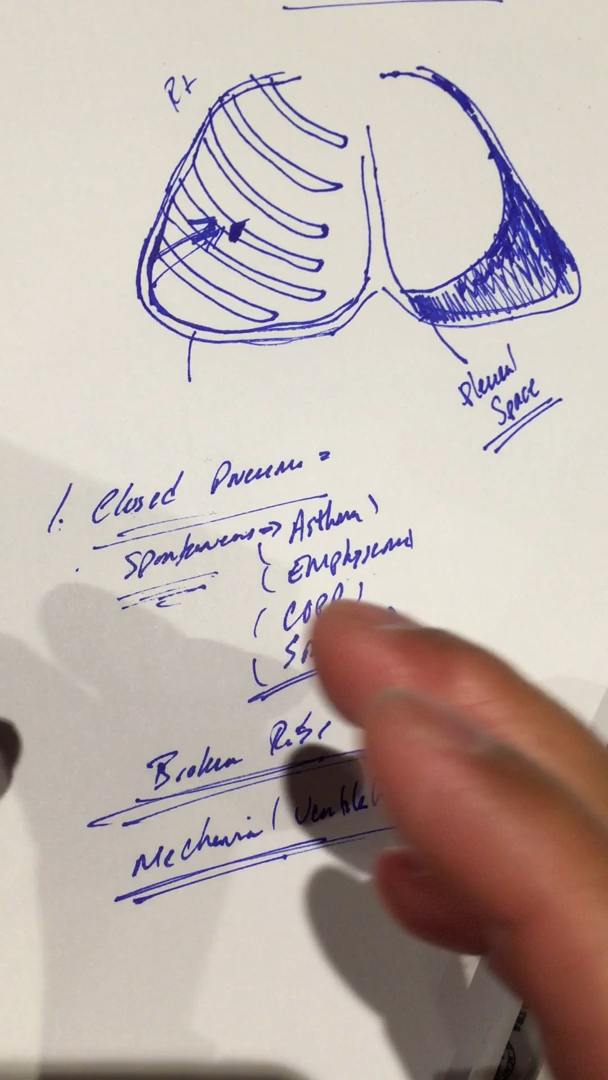 Rt
Pleural
Space
1. Closed Pneumo =
Spontaneous => Asthma
Emphysema
COPD
Broken Ribs
Mechanical Ventilat